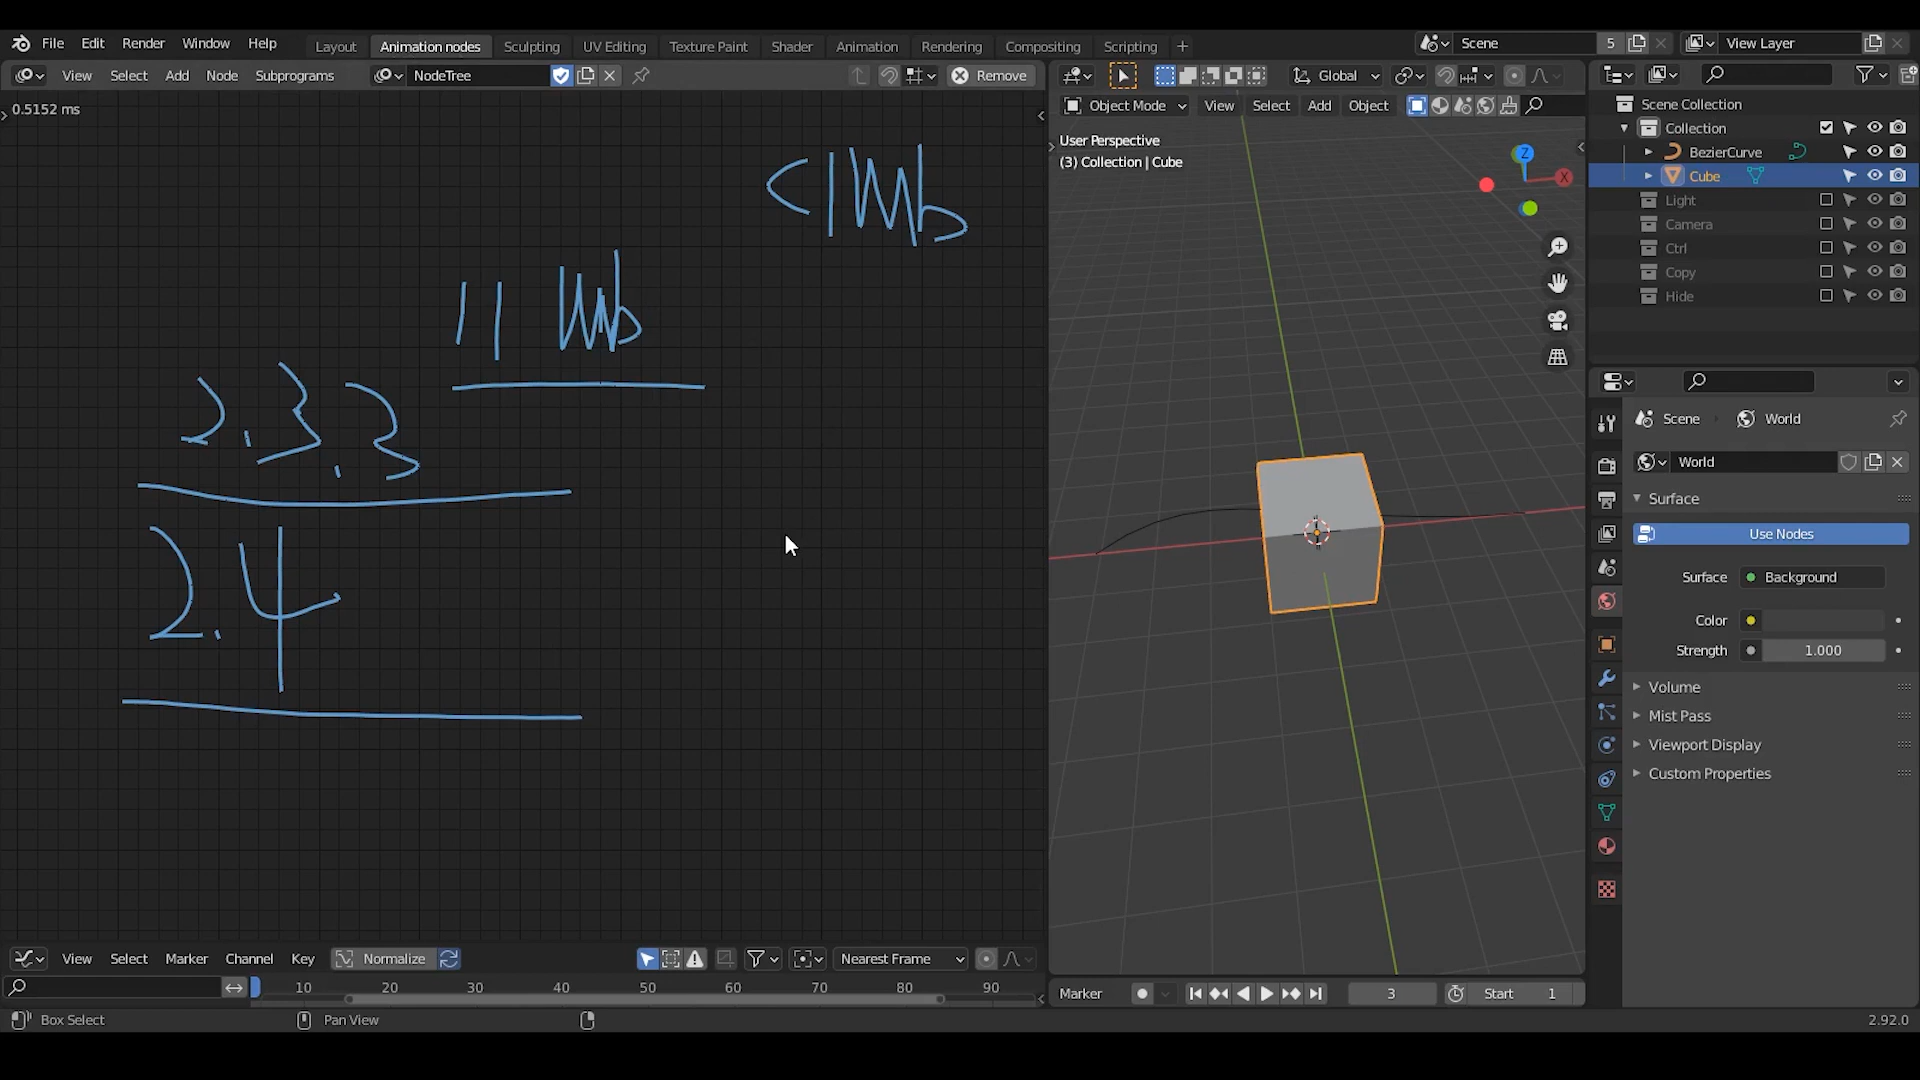 File Edit Render Window Help Layout Animation nodes Sculpting UV Editing Texture Paint Shader Animation Rendering Compositing Scripting + Scene 5 View Layer
View Select Add Node Subprograms NodeTree Remove Global
Object Mode View Select Add Object
0.5152 ms
User Perspective
(3) Collection | Cube
Z
X
Scene Collection
Collection
BezierCurve
Cube
Light
Camera
Ctrl
Copy
Hide
<1Mb
11 Mb
2.3.3
2.4
Scene World
World
Surface
Use Nodes
Surface Background
Color
Strength 1.000
Volume
Mist Pass
Viewport Display
Custom Properties
View Select Marker Channel Key Normalize Nearest Frame
10 20 30 40 50 60 70 80 90
Marker 3 Start 1
Box Select Pan View 2.92.0